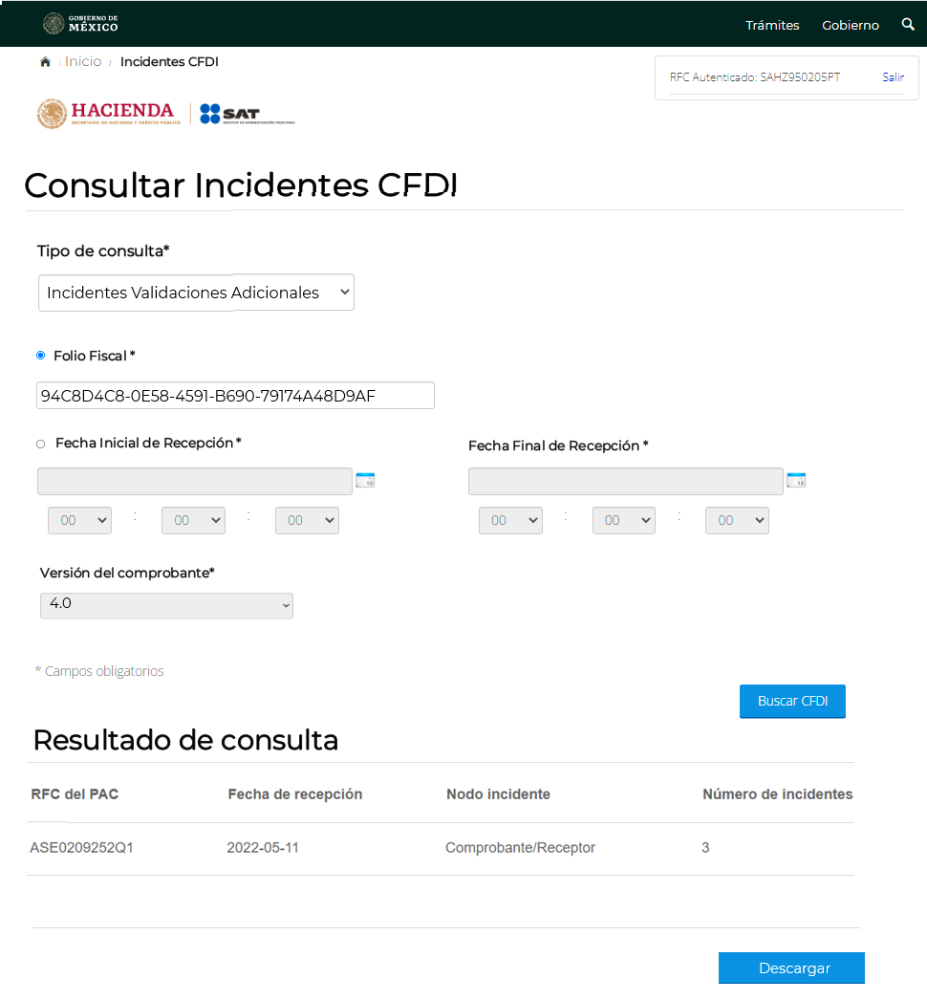 GOBIERNO DE
MÉXICO
Trámites Gobierno
/ Inicio / Incidentes CFDI
RFC Autenticado: SAHZ950205PT Salir
HACIENDA
SECRETARÍA DE HACIENDA Y CRÉDITO PÚBLICO
SAT
SERVICIO DE ADMINISTRACIÓN TRIBUTARIA
Consultar Incidentes CFDI
Tipo de consulta*
Incidentes Validaciones Adicionales
Folio Fiscal *
94C8D4C8-0E58-4591-B690-79174A48D9AF
Fecha Inicial de Recepción * Fecha Final de Recepción *
12 12
00 : 00 : 00 00 : 00 : 00
Versión del comprobante*
4.0
* Campos obligatorios
Buscar CFDI
Resultado de consulta
RFC del PAC Fecha de recepción Nodo incidente Número de incidentes
ASE0209252Q1 2022-05-11 Comprobante/Receptor 3
Descargar